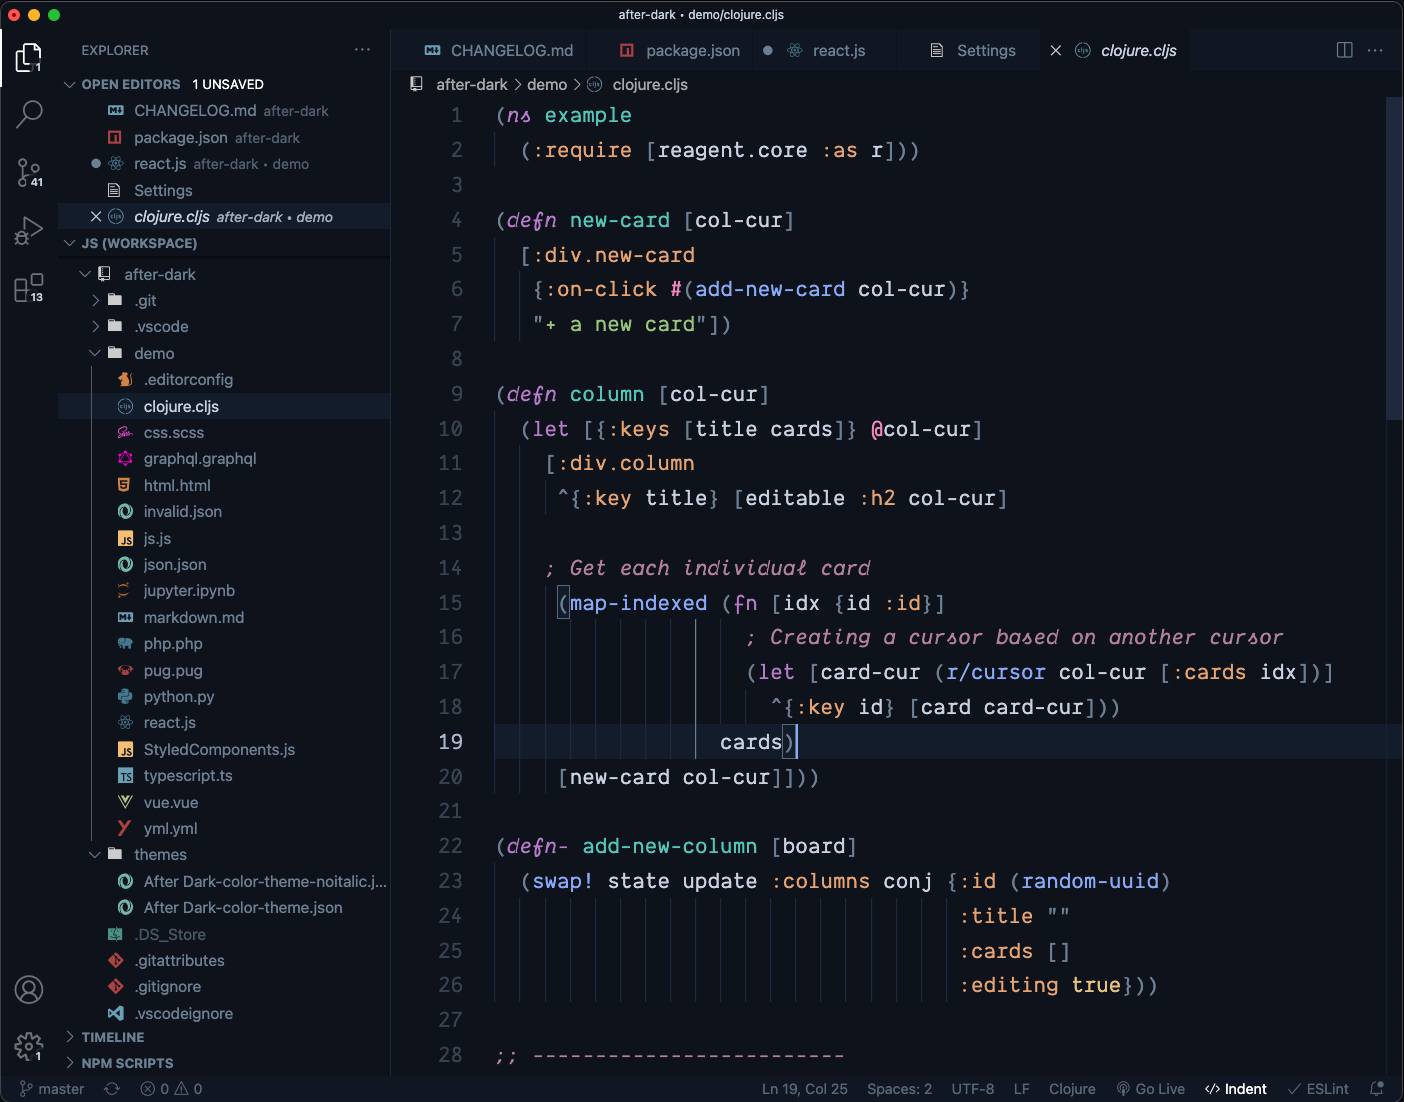 after-dark • demo/clojure.cljs
EXPLORER
CHANGELOG.md
package.json
react.js
Settings
clojure.cljs
OPEN EDITORS 1 UNSAVED
CHANGELOG.md after-dark
package.json after-dark
react.js after-dark • demo
Settings
clojure.cljs after-dark • demo
JS (WORKSPACE)
after-dark
.git
.vscode
demo
.editorconfig
clojure.cljs
css.scss
graphql.graphql
html.html
invalid.json
js.js
json.json
jupyter.ipynb
markdown.md
php.php
pug.pug
python.py
react.js
StyledComponents.js
typescript.ts
vue.vue
yml.yml
themes
After Dark-color-theme-noitalic.j...
After Dark-color-theme.json
.DS_Store
.gitattributes
.gitignore
.vscodeignore
TIMELINE
NPM SCRIPTS
1
41
13
1
after-dark > demo > clojure.cljs
1 (ns example
2 (:require [reagent.core :as r]))
3
4 (defn new-card [col-cur]
5 [:div.new-card
6 {:on-click #(add-new-card col-cur)}
7 "+ a new card"])
8
9 (defn column [col-cur]
10 (let [{:keys [title cards]} @col-cur]
11 [:div.column
12 ^{:key title} [editable :h2 col-cur]
13
14 ; Get each individual card
15 (map-indexed (fn [idx {id :id}]
16 ; Creating a cursor based on another cursor
17 (let [card-cur (r/cursor col-cur [:cards idx])]
18 ^{:key id} [card card-cur]))
19 cards)
20 [new-card col-cur]]))
21
22 (defn- add-new-column [board]
23 (swap! state update :columns conj {:id (random-uuid)
24 :title ""
25 :cards []
26 :editing true}))
27
28 ;; -------------------------
master 0 0 Ln 19, Col 25 Spaces: 2 UTF-8 LF Clojure Go Live </> Indent ESLint